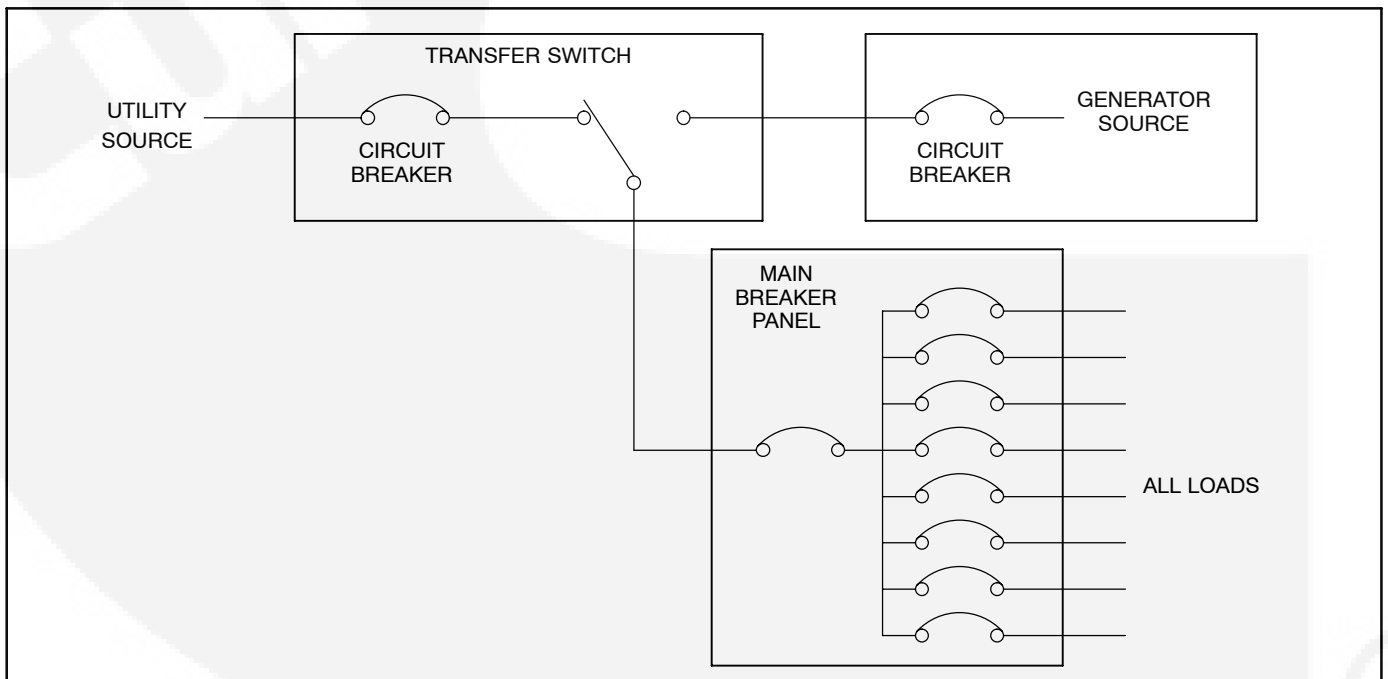 TRANSFER SWITCH
UTILITY
SOURCE
CIRCUIT
BREAKER
GENERATOR
SOURCE
CIRCUIT
BREAKER
MAIN
BREAKER
PANEL
ALL LOADS